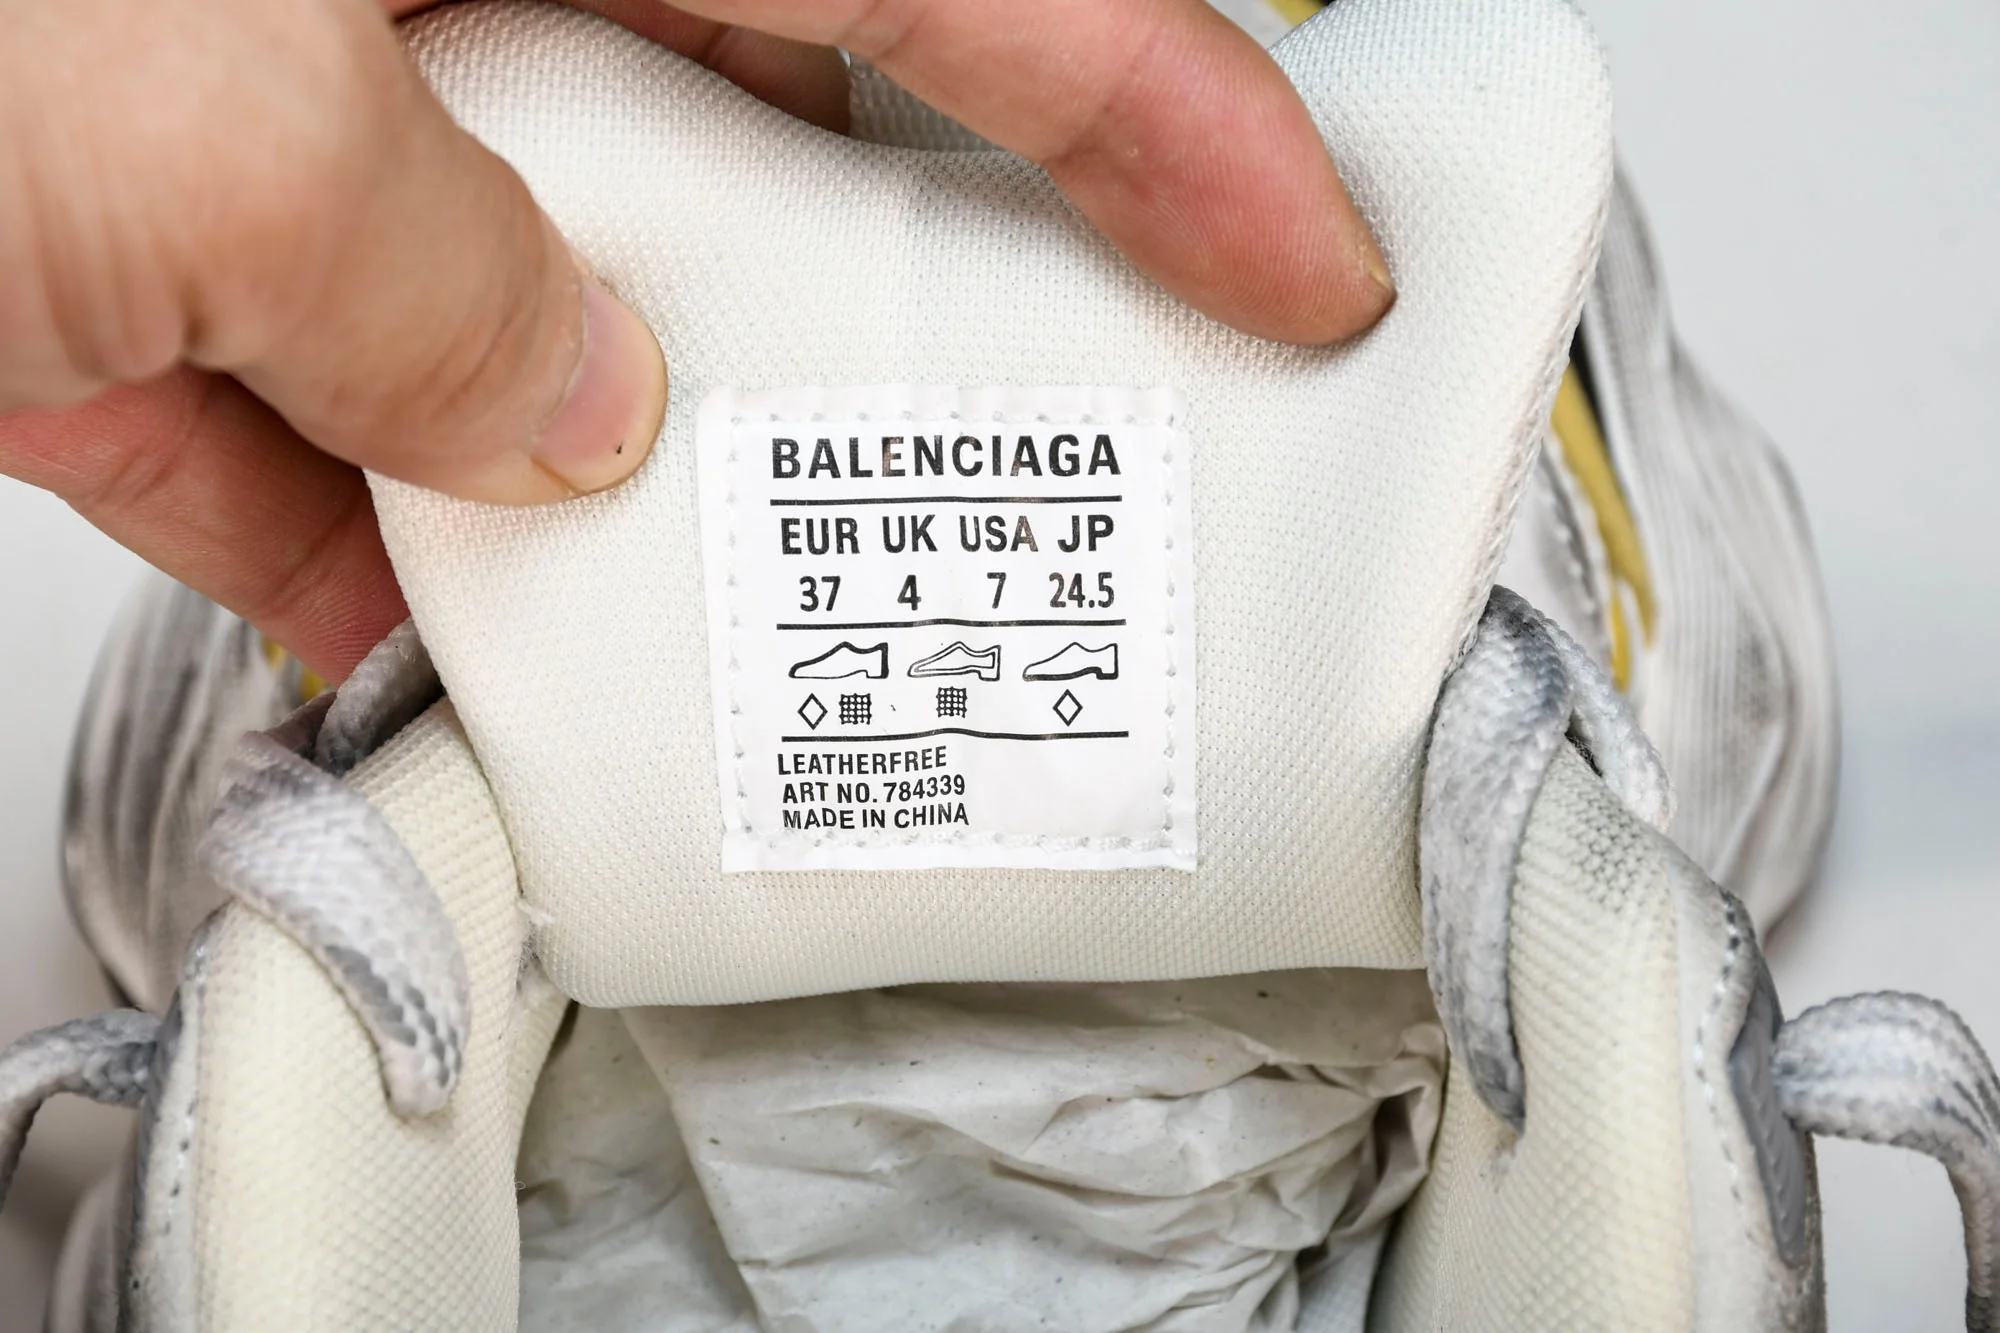 BALENCIAGA
EUR UK USA JP
37 4 7 24.5
LEATHERFREE
ART NO. 784339
MADE IN CHINA